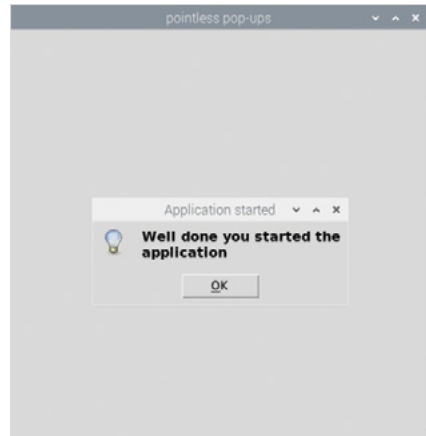 pointless pop-ups
Application started
Well done you started the
application
OK